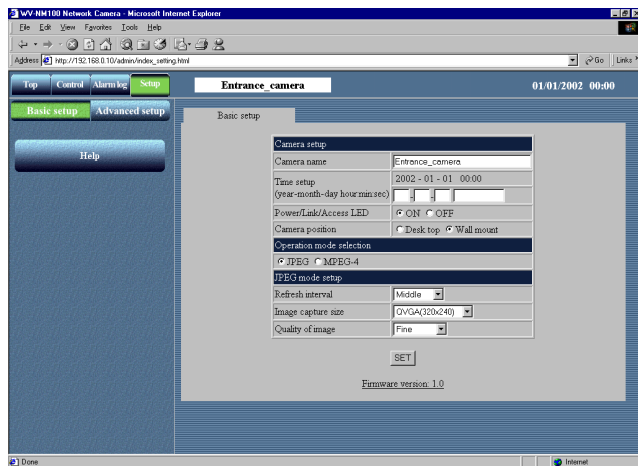 WV-NM100 Network Camera - Microsoft Internet Explorer
File Edit View Favorites Tools Help
Address http://192.168.0.10/admin/index_setting.html Go Links
Top Control Alarm log Setup Entrance_camera 01/01/2002 00:00
Basic setup Advanced setup
Help
Basic setup
Camera setup
Camera name Entrance_camera
Time setup 2002 - 01 - 01 00:00
(year-month-day hour:min:sec) - -
Power/Link/Access LED ON OFF
Camera position Desk top Wall mount
Operation mode selection
JPEG MPEG-4
JPEG mode setup
Refresh interval Middle
Image capture size QVGA(320x240)
Quality of image Fine
SET
Firmware version: 1.0
Done Internet